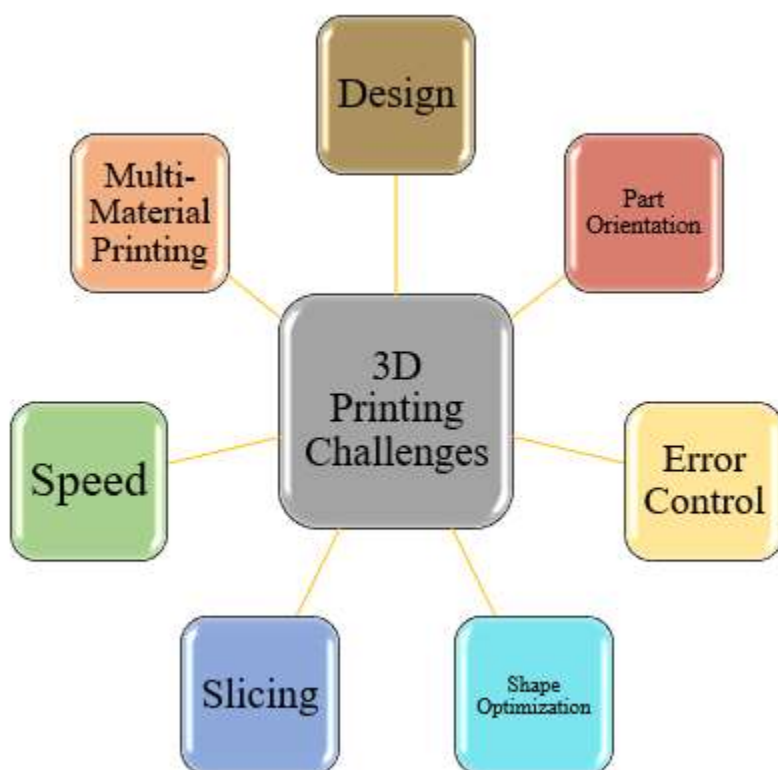 Design
Multi-
Material
Printing
Part
Orientation
3D
Printing
Challenges
Speed
Error
Control
Slicing
Shape
Optimization